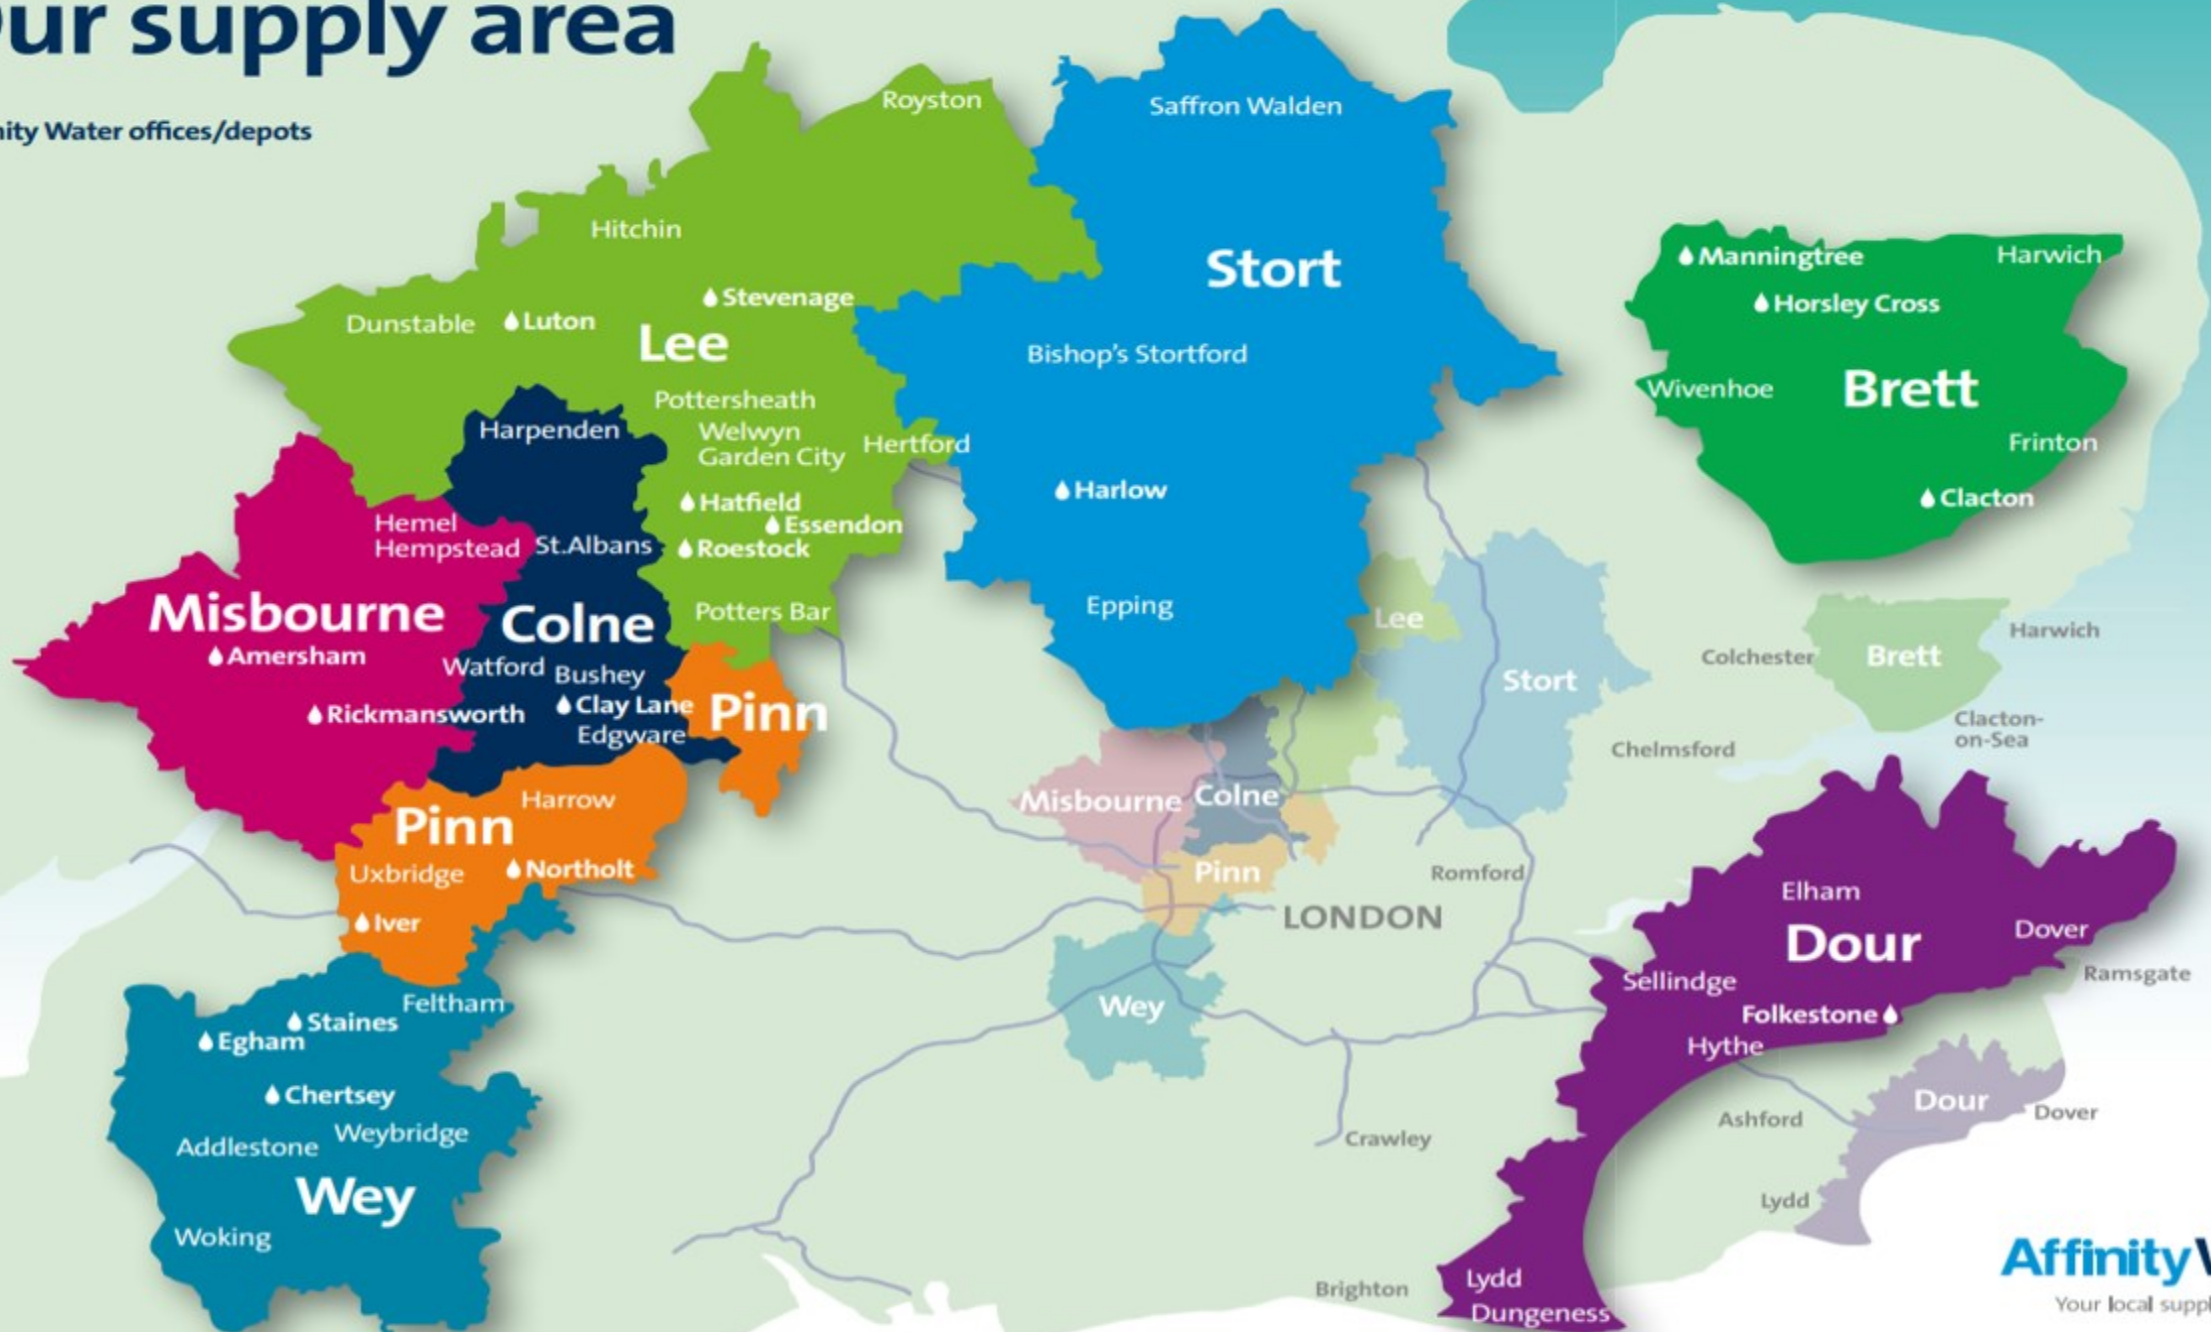 ur supply area
ity Water offices/depots
Royston
Hitchin
Stevenage
Dunstable
Luton
Lee
Pottersheath
Welwyn
Garden City
Hertford
Hatfield
Essendon
Roestock
Potters Bar
Saffron Walden
Stort
Bishop's Stortford
Harlow
Epping
Manningtree
Harwich
Horsley Cross
Wivenhoe
Brett
Frinton
Clacton
Harpenden
St.Albans
Colne
Watford
Bushey
Clay Lane
Edgware
Hemel
Hempstead
Misbourne
Amersham
Rickmansworth
Pinn
Pinn
Harrow
Uxbridge
Northolt
Iver
Feltham
Staines
Egham
Chertsey
Weybridge
Addlestone
Wey
Woking
Lee
Stort
Misbourne
Colne
Pinn
Wey
LONDON
Romford
Chelmsford
Colchester
Brett
Harwich
Clacton-
on-Sea
Crawley
Brighton
Ashford
Dour
Dover
Lydd
Ramsgate
Elham
Dour
Dover
Sellindge
Folkestone
Hythe
Lydd
Dungeness
Affinity
Your local suppl